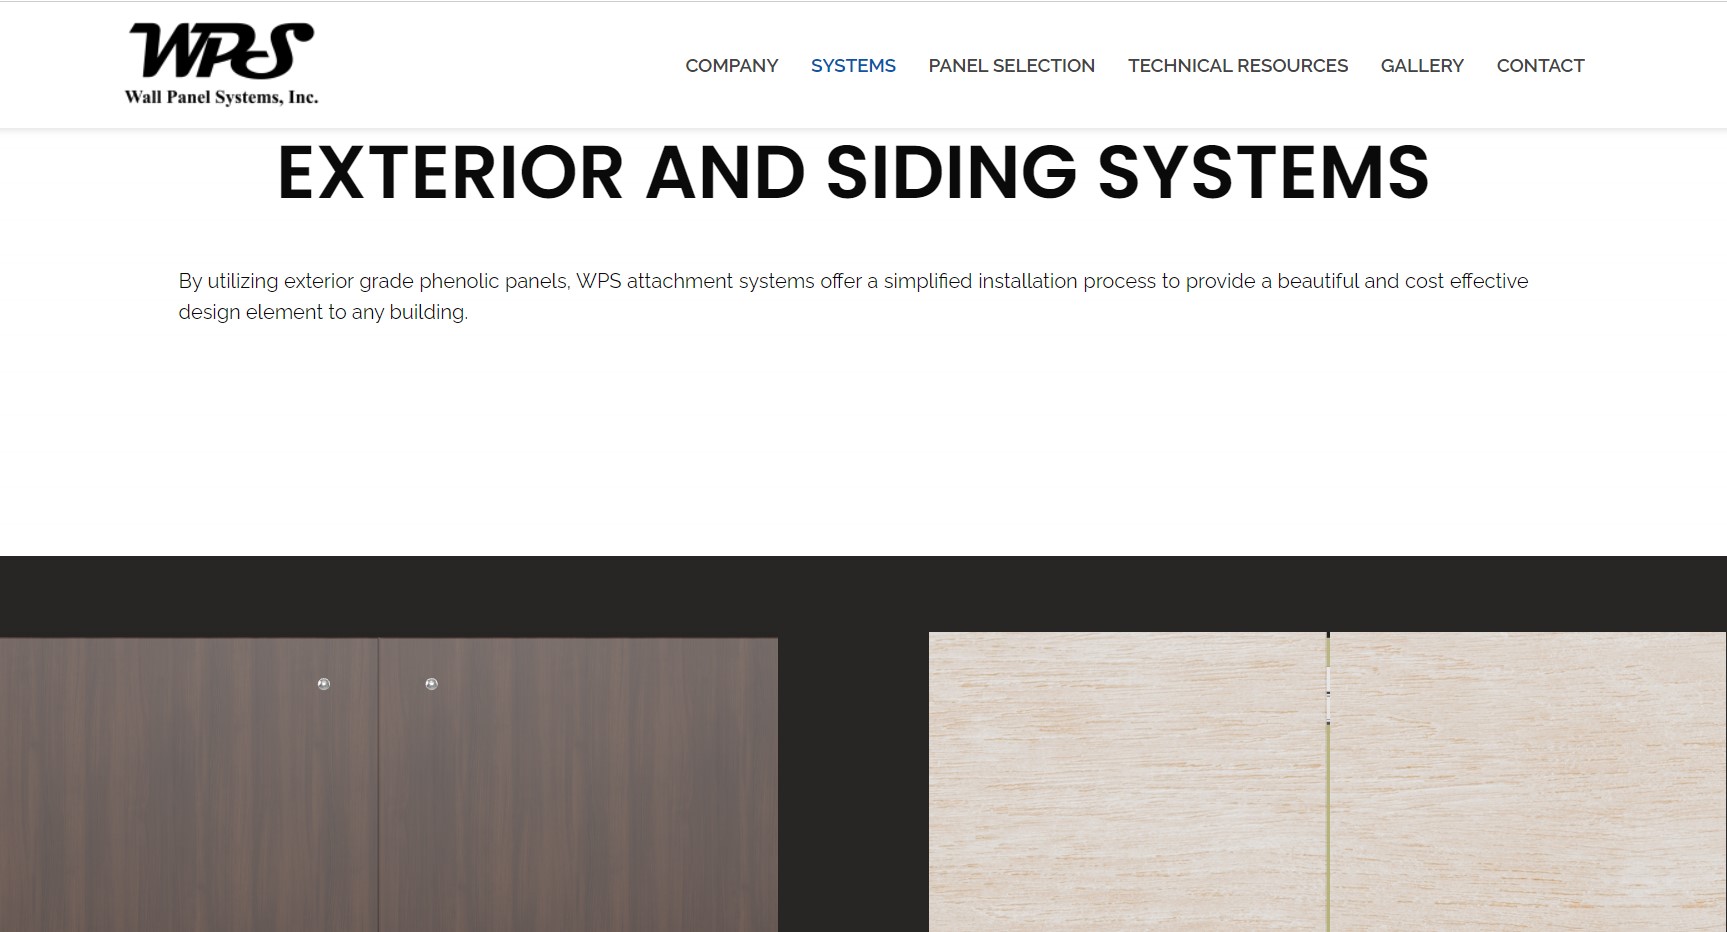 WPS
Wall Panel Systems, Inc.
COMPANY SYSTEMS PANEL SELECTION TECHNICAL RESOURCES GALLERY CONTACT
EXTERIOR AND SIDING SYSTEMS
By utilizing exterior grade phenolic panels, WPS attachment systems offer a simplified installation process to provide a beautiful and cost effective
design element to any building.